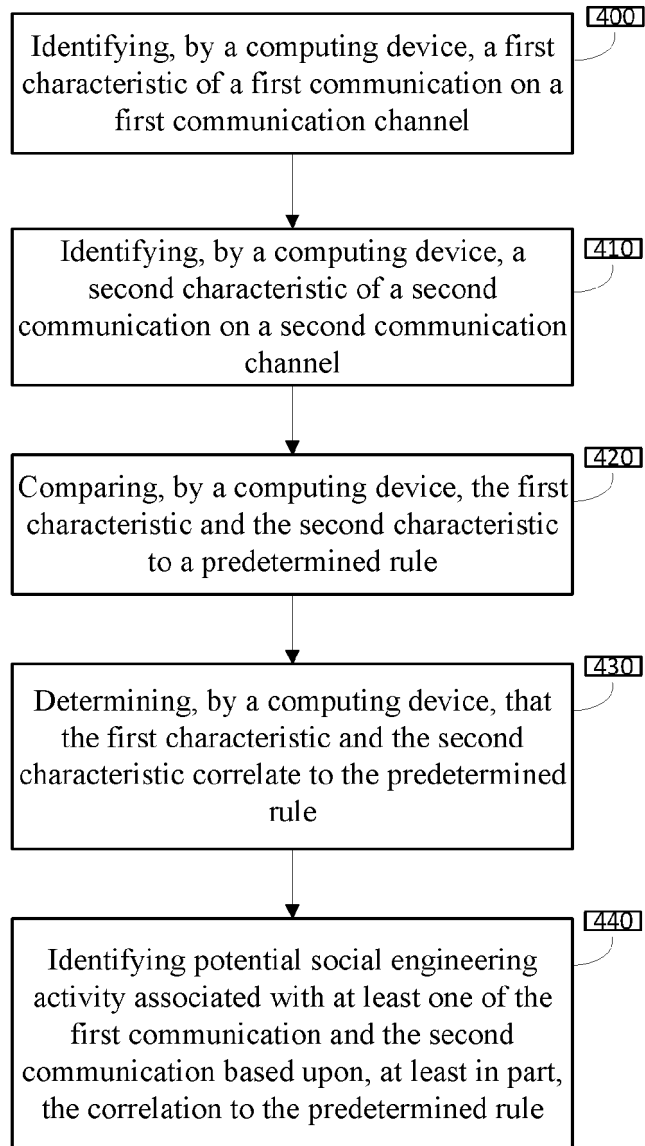 400
Identifying, by a computing device, a first
characteristic of a first communication on a
first communication channel
410
Identifying, by a computing device, a
second characteristic of a second
communication on a second communication
channel
420
Comparing, by a computing device, the first
characteristic and the second characteristic
to a predetermined rule
430
Determining, by a computing device, that
the first characteristic and the second
characteristic correlate to the predetermined
rule
440
Identifying potential social engineering
activity associated with at least one of the
first communication and the second
communication based upon, at least in part,
the correlation to the predetermined rule